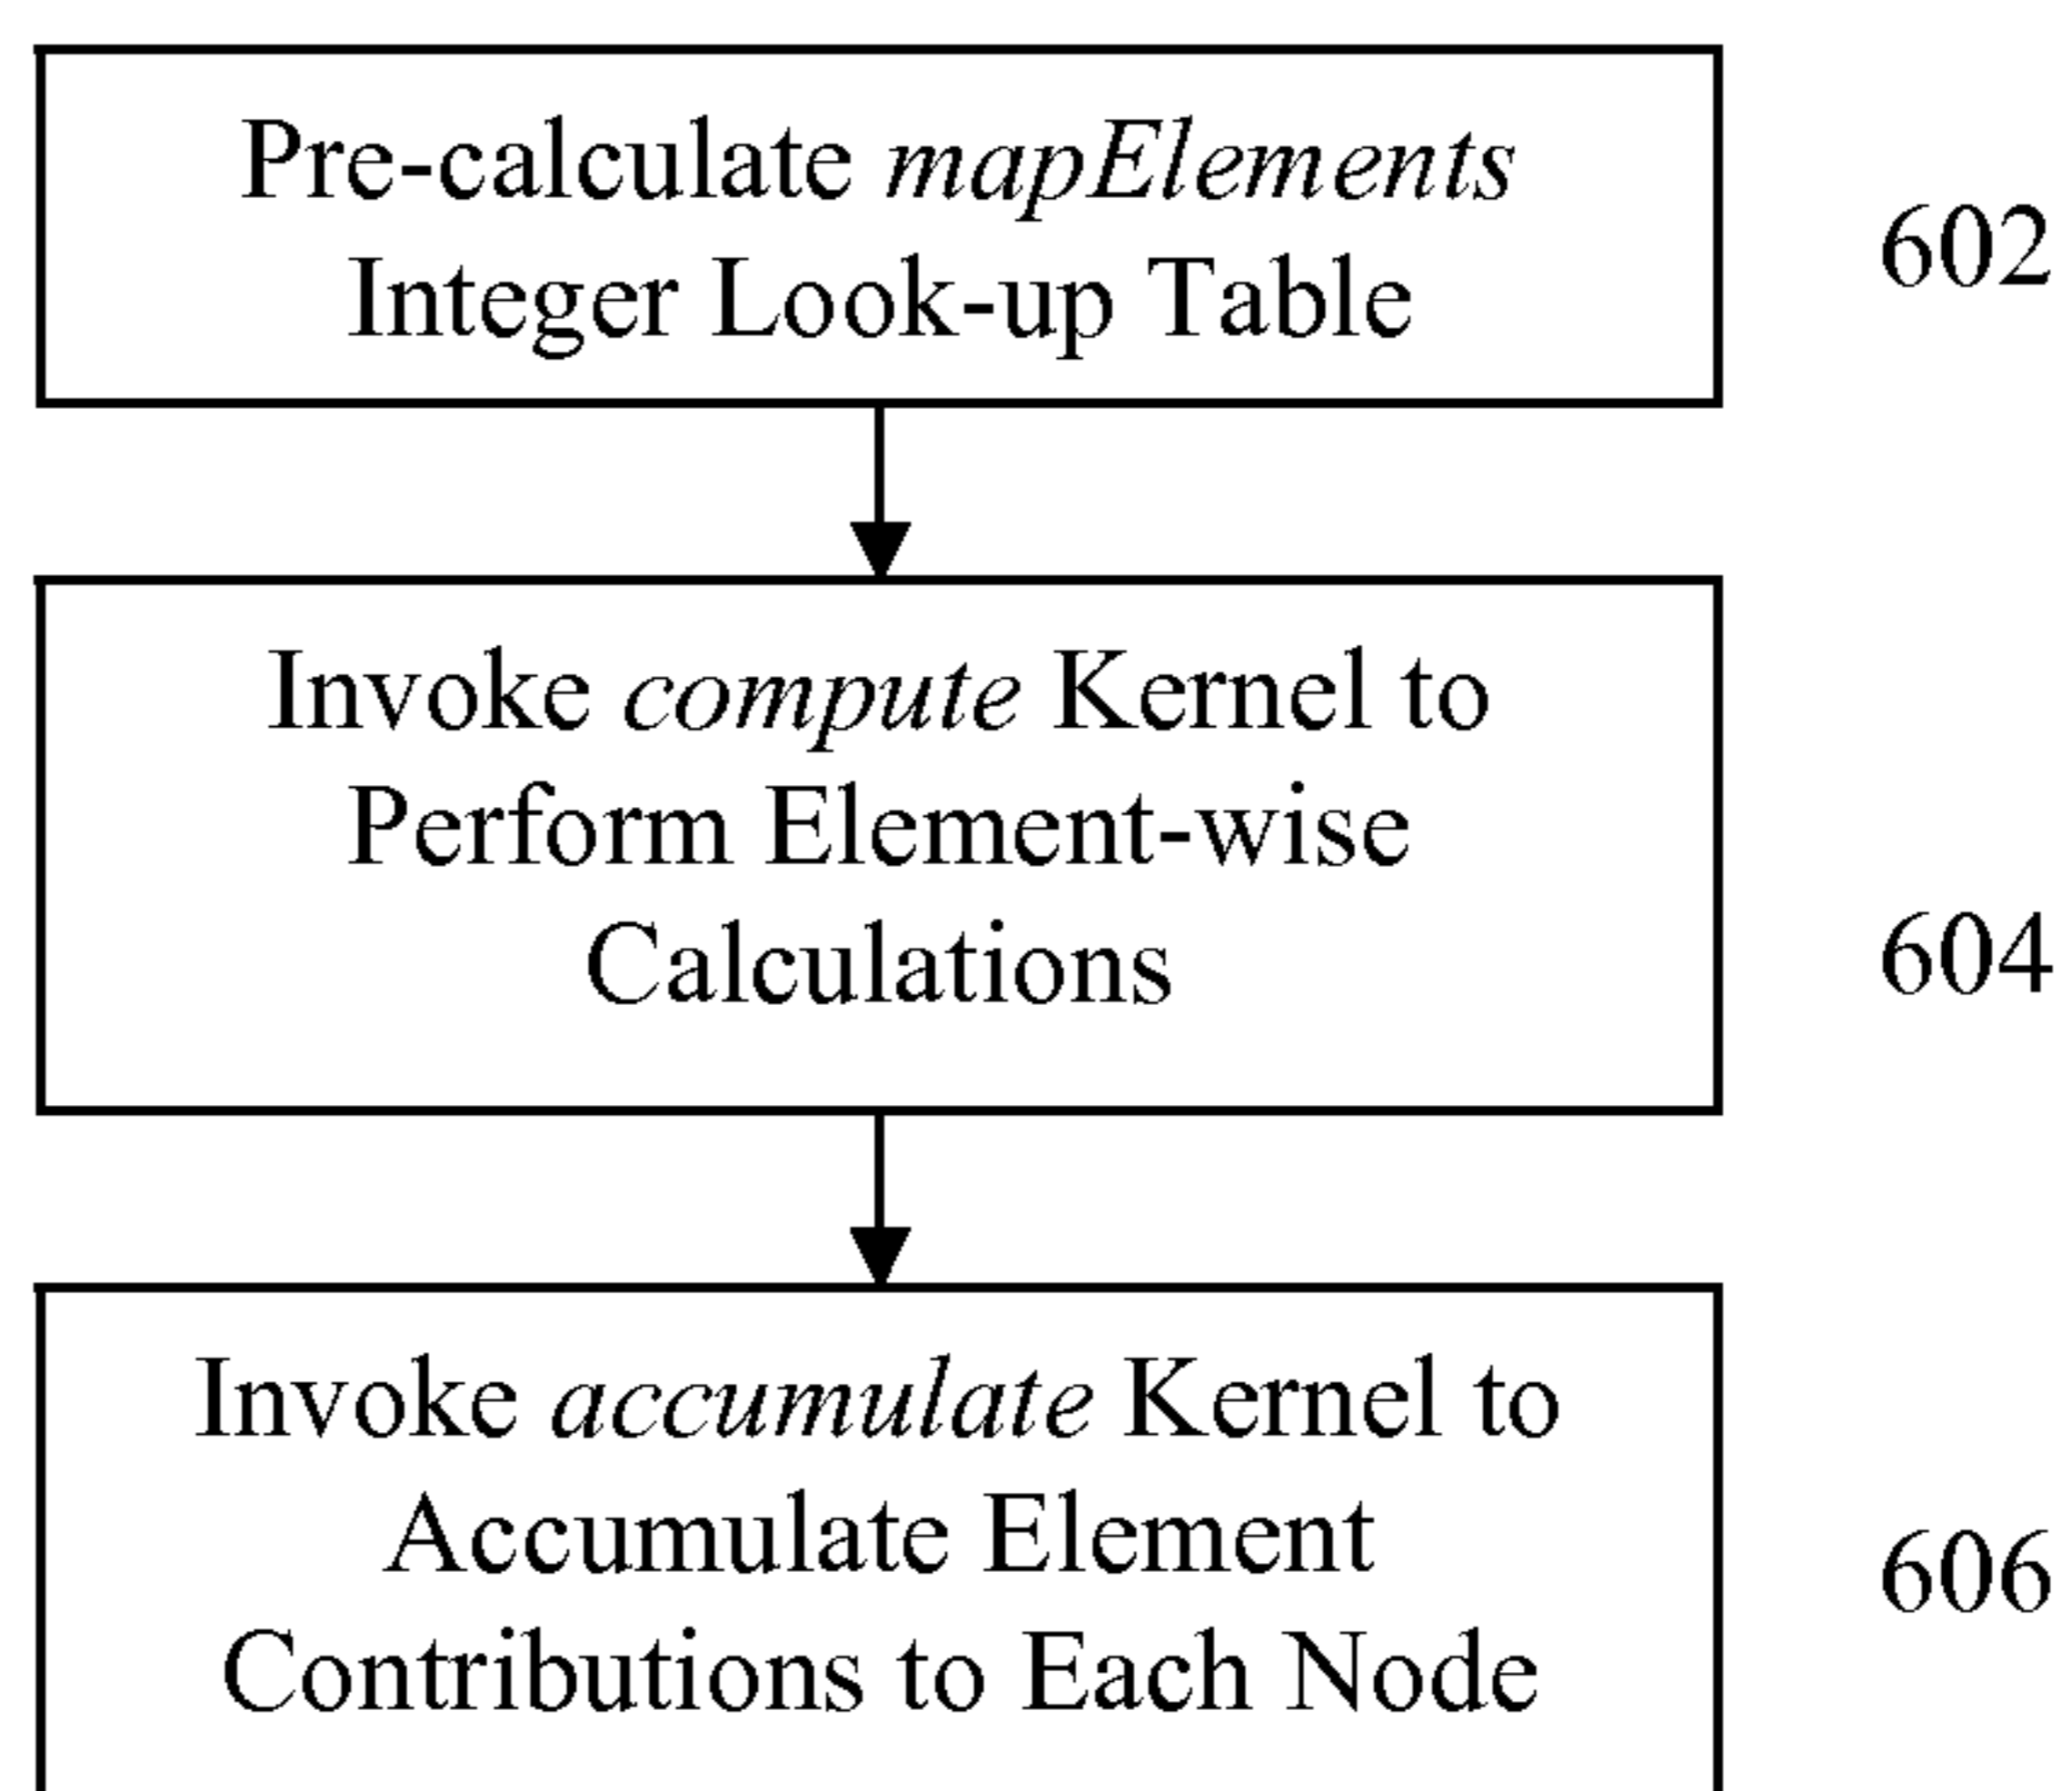 Pre-calculate mapElements
Integer Look-up Table
602
Invoke compute Kernel to
Perform Element-wise
Calculations
604
Invoke accumulate Kernel to
Accumulate Element
Contributions to Each Node
606